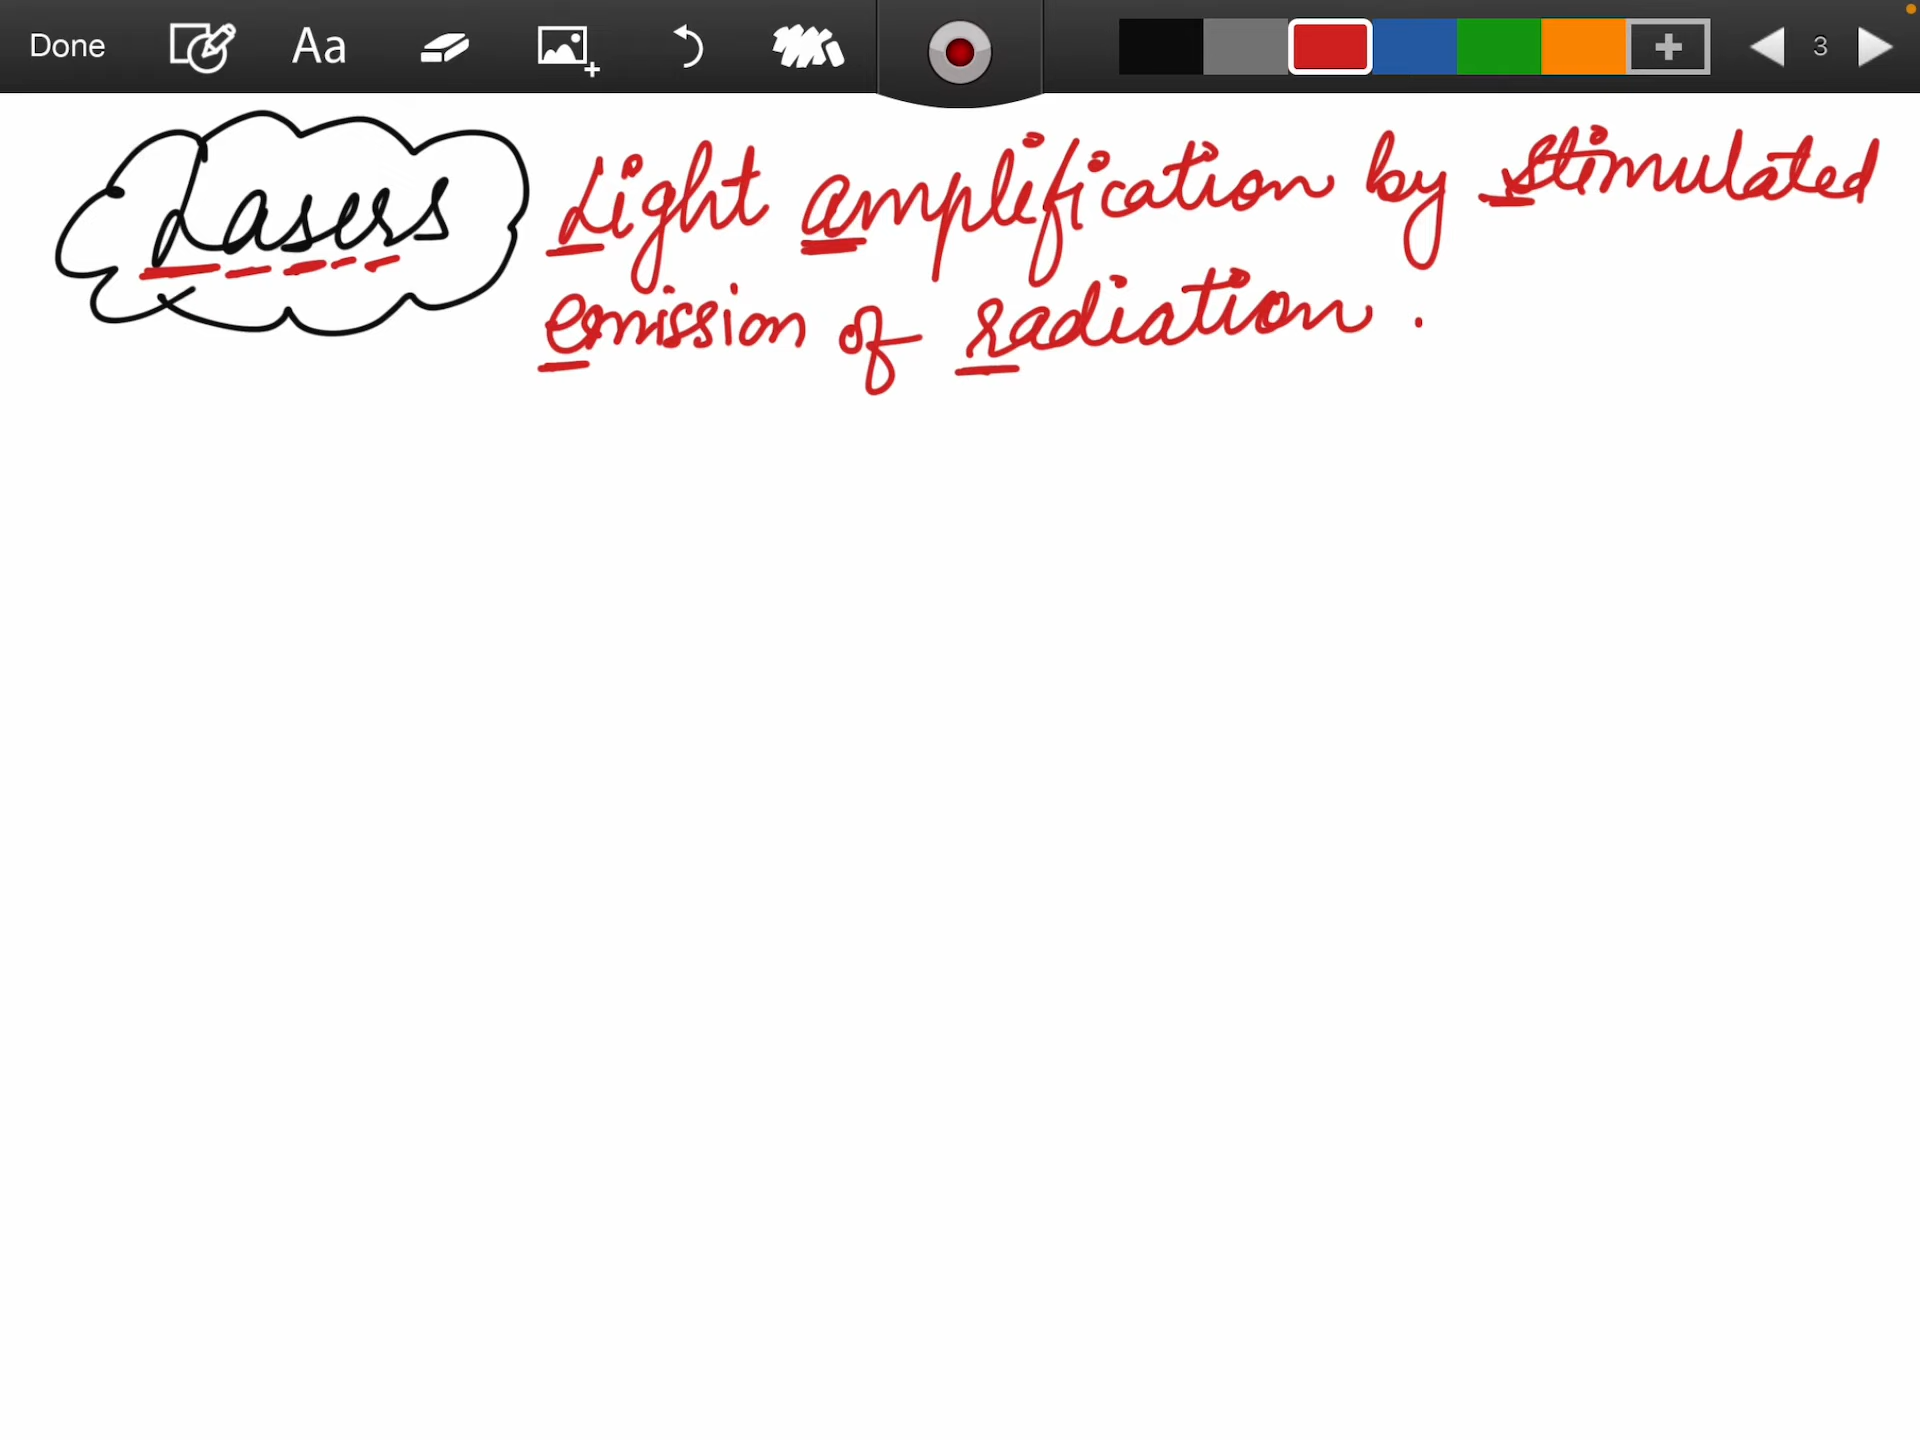 Done
Aa
3
Lasers
Light amplification by stimulated
emission of radiation.